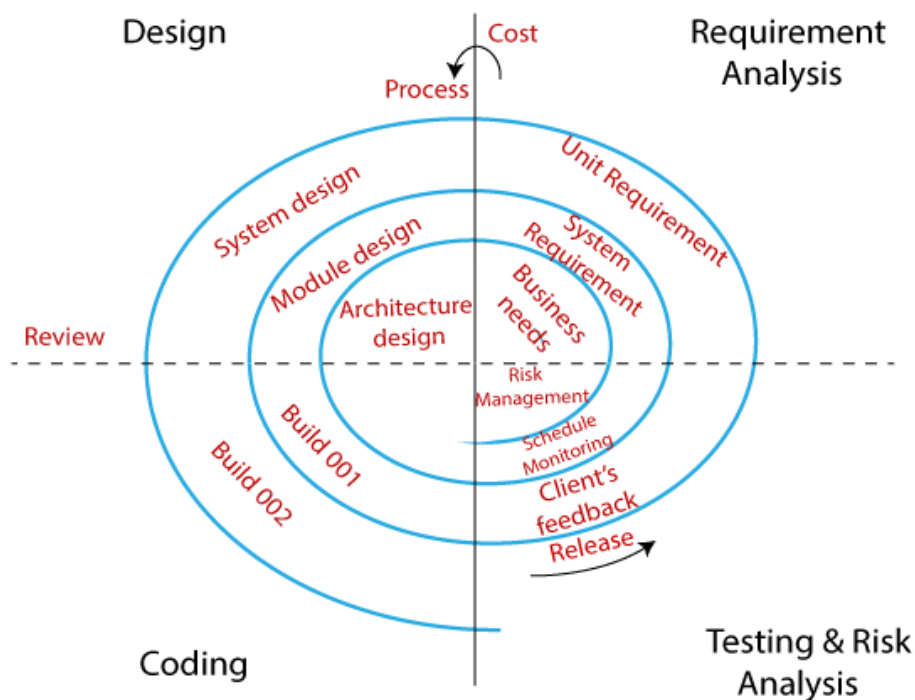 Design
Cost
Requirement
Analysis
Process
Unit Requirement
System design
System
Requirement
Module design
Business
needs
Architecture
design
Review
Risk
Management
Schedule
Monitoring
Build 001
Build 002
Client's
feedback
Release
Coding
Testing & Risk
Analysis